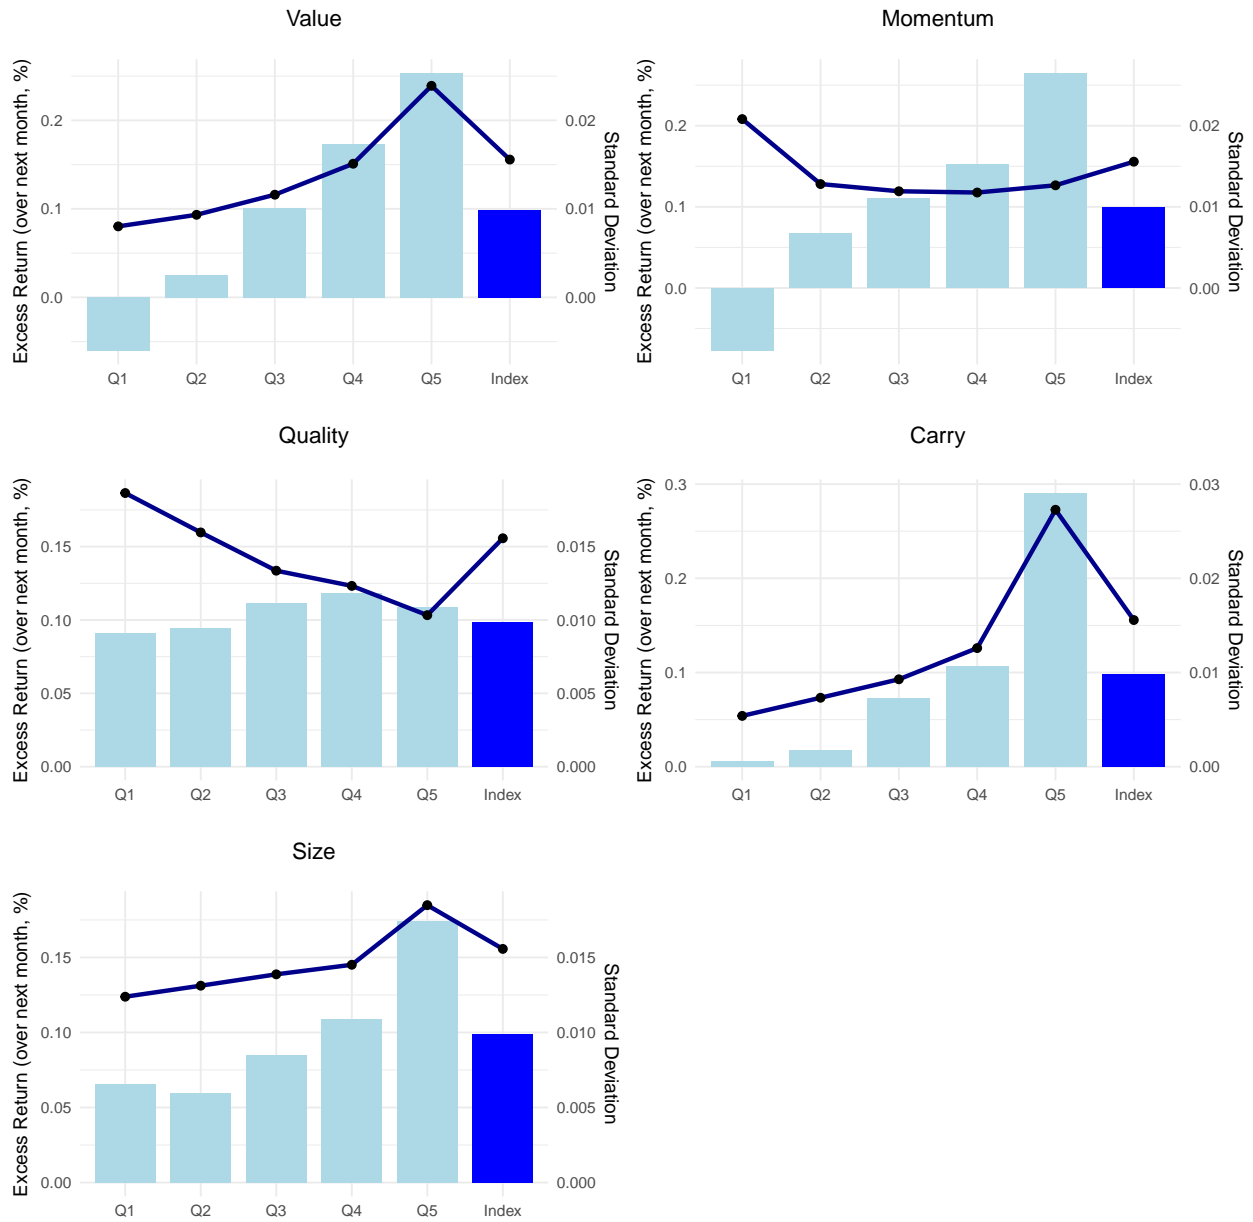 Value
Excess Return (over next month, %)
0.2
0.1
0.0
0.02
0.01
0.00
Standard Deviation
Q1 Q2 Q3 Q4 Q5 Index
Momentum
Excess Return (over next month, %)
0.2
0.1
0.0
0.02
0.01
0.00
Standard Deviation
Q1 Q2 Q3 Q4 Q5 Index
Quality
Excess Return (over next month, %)
0.15
0.10
0.05
0.00
0.015
0.010
0.005
0.000
Standard Deviation
Q1 Q2 Q3 Q4 Q5 Index
Carry
Excess Return (over next month, %)
0.3
0.2
0.1
0.0
0.03
0.02
0.01
0.00
Standard Deviation
Q1 Q2 Q3 Q4 Q5 Index
Size
Excess Return (over next month, %)
0.15
0.10
0.05
0.00
0.015
0.010
0.005
0.000
Standard Deviation
Q1 Q2 Q3 Q4 Q5 Index